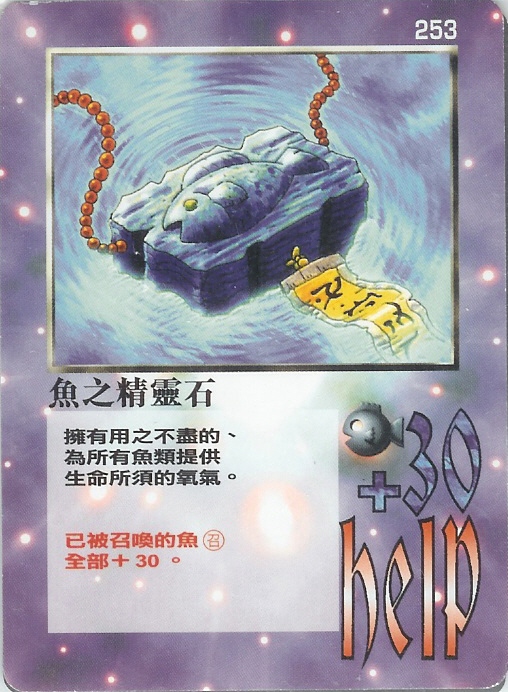 253
魚之精靈石
擁有用之不盡的、
為所有魚類提供
生命所須的氧氣。
已被召喚的魚㊁
全部＋30。
+30
help